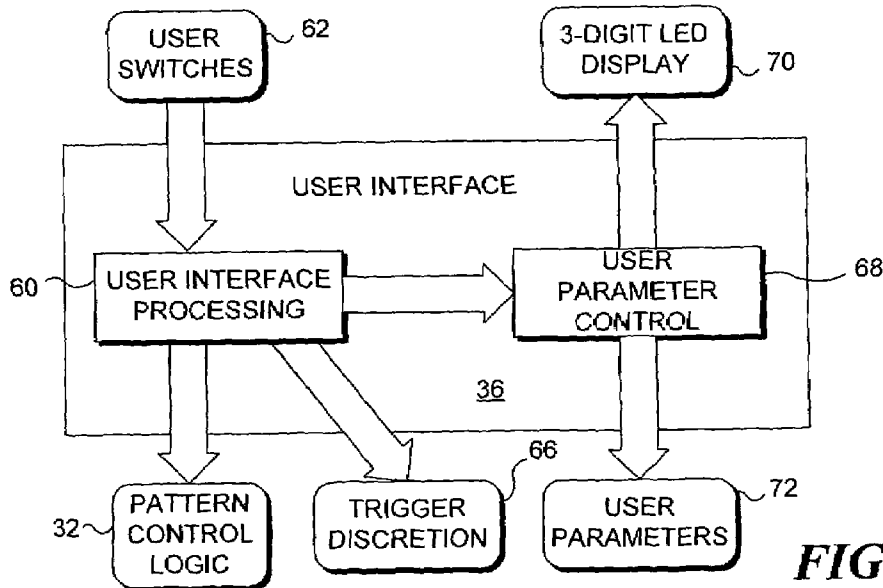 USER
SWITCHES
62
3-DIGIT LED
DISPLAY
70
USER INTERFACE
60
USER INTERFACE
PROCESSING
USER
PARAMETER
CONTROL
68
36
32
PATTERN
CONTROL
LOGIC
TRIGGER
DISCRETION
66
USER
PARAMETERS
72
FIG